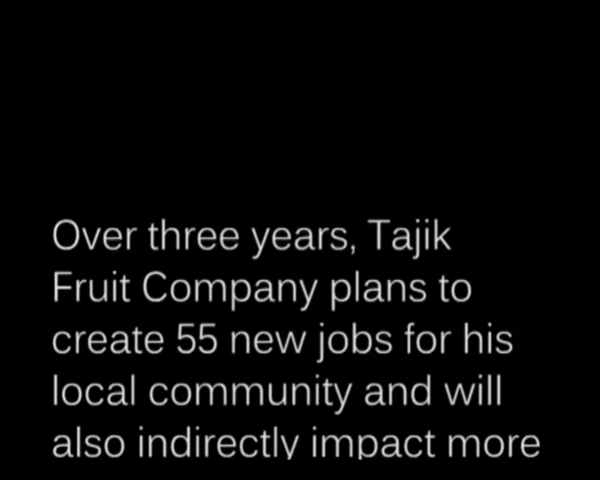 Over three years, Tajik
Fruit Company plans to
create 55 new jobs for his
local community and will
also indirectly impact more